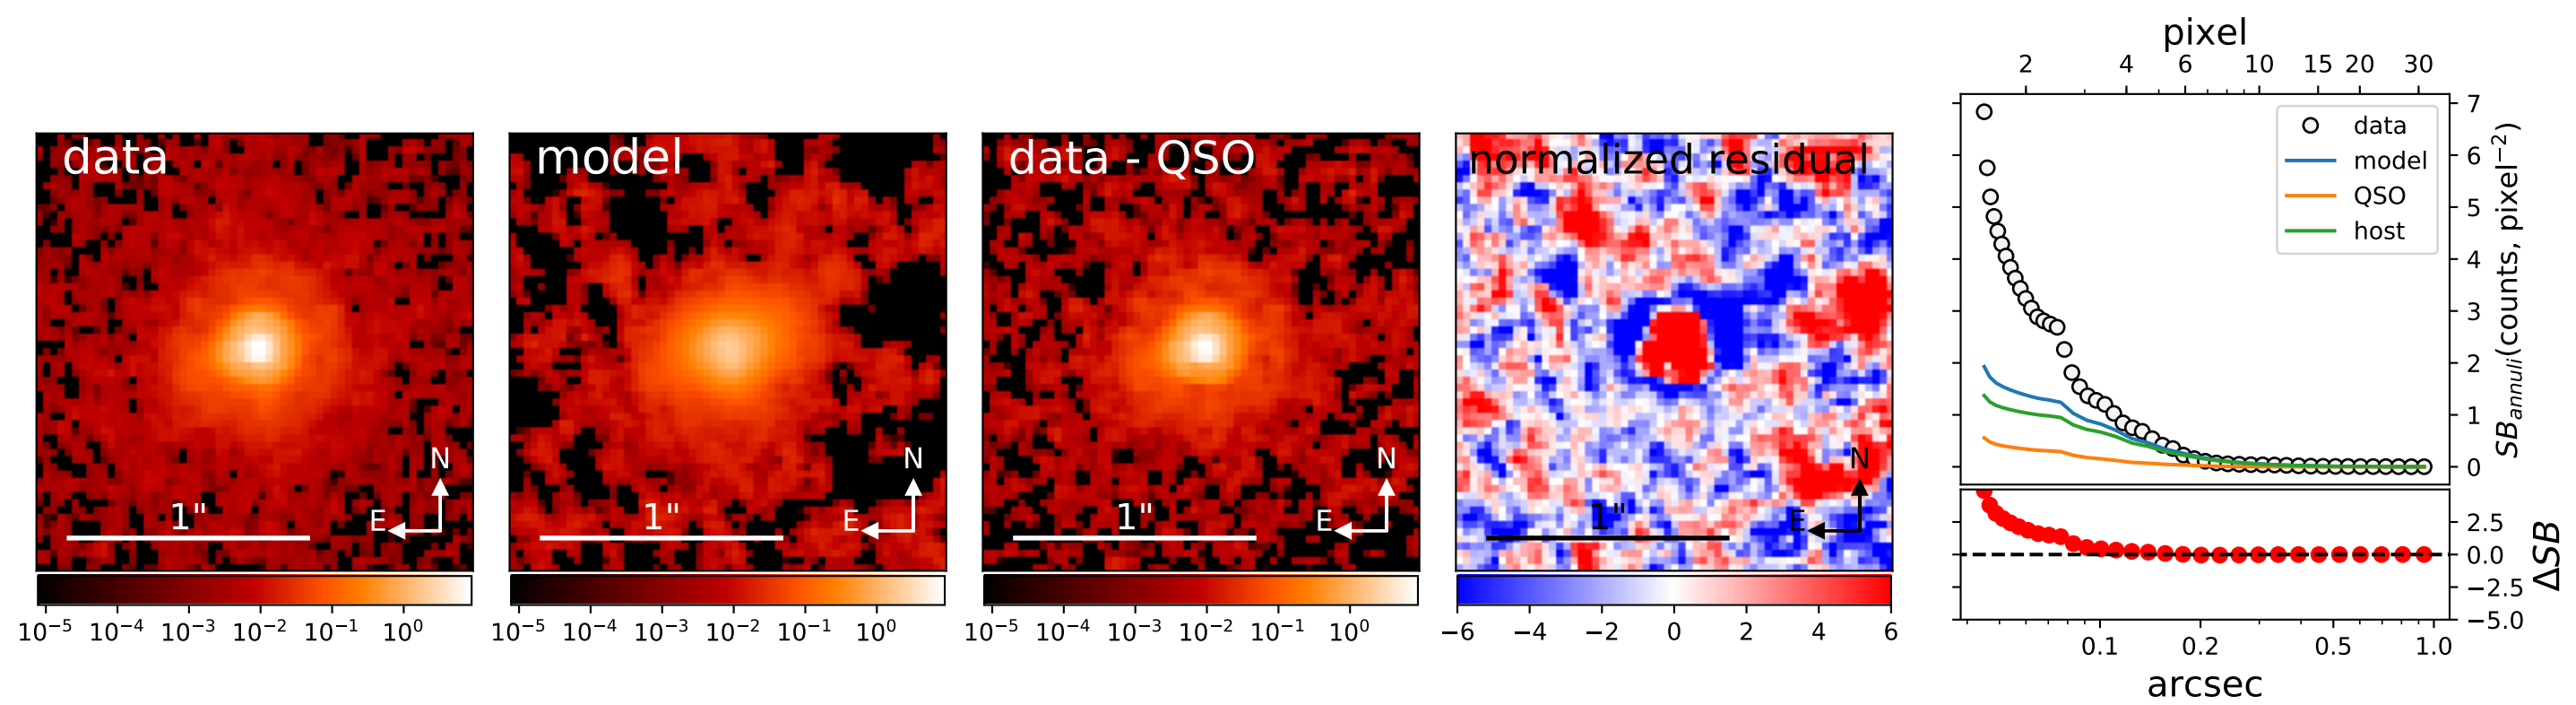 data
1"
N
E
10⁻⁵ 10⁻⁴ 10⁻³ 10⁻² 10⁻¹ 10⁰
model
1"
N
E
10⁻⁵ 10⁻⁴ 10⁻³ 10⁻² 10⁻¹ 10⁰
data - QSO
1"
N
E
10⁻⁵ 10⁻⁴ 10⁻³ 10⁻² 10⁻¹ 10⁰
normalized residual
1"
N
E
−6 −4 −2 0 2 4 6
pixel
2 4 6 10 15 20 30
data
model
QSO
host
7
6
5
4
3
2
1
0
SB_annuli(counts, pixel⁻²)
2.5
0.0
−2.5
−5.0
ΔSB
0.1 0.2 0.5 1.0
arcsec